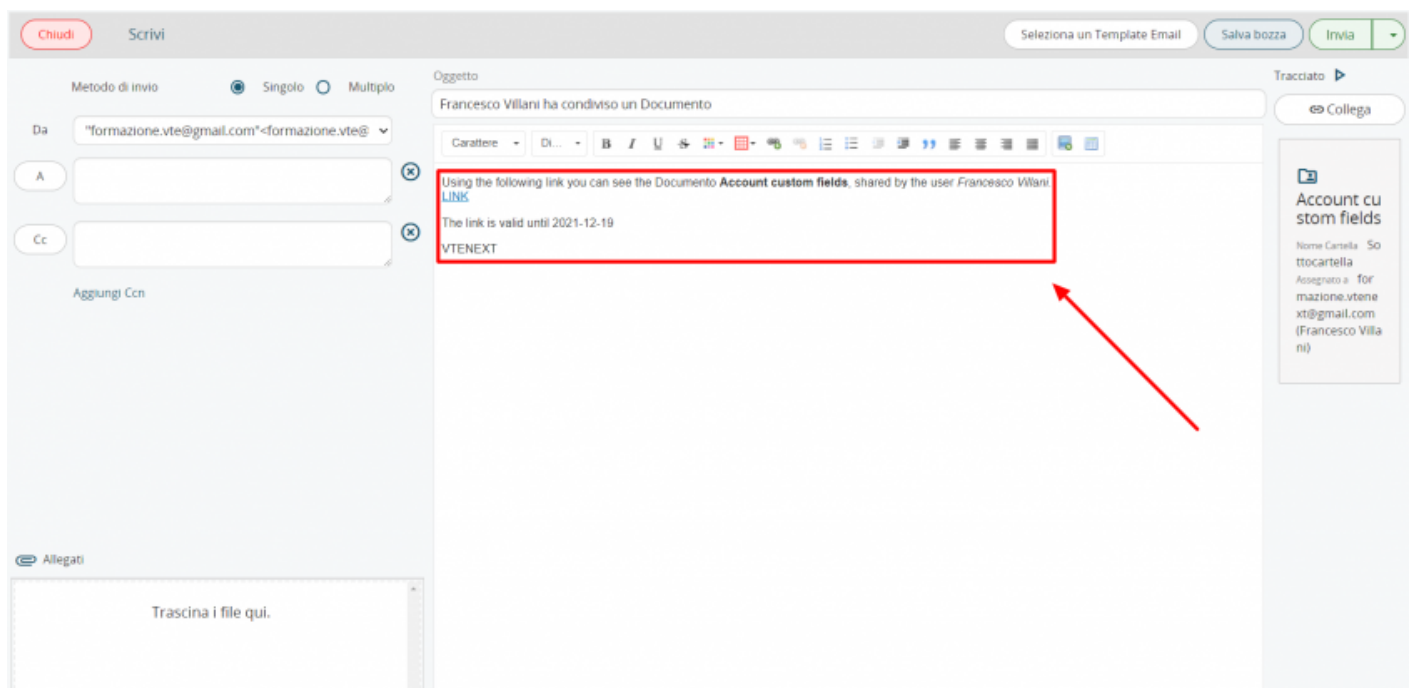 Chiudi
Scrivi
Seleziona un Template Email
Salva bozza
Invia
Metodo di invio
Singolo
Multiplo
Da
"formazione.vte@gmail.com"<formazione.vte@
A
Cc
Aggiungi Ccn
Allegati
Trascina i file qui.
Oggetto
Francesco Villani ha condiviso un Documento
Carattere
Di...
B I U S
Using the following link you can see the Documento Account custom fields, shared by the user Francesco Villani.
LINK
The link is valid until 2021-12-19
VTENEXT
Tracciato
Collega
Account cu
stom fields
Nome Cartella So
ttocartella
Assegnato a for
mazione.vtene
xt@gmail.com
(Francesco Villa
ni)